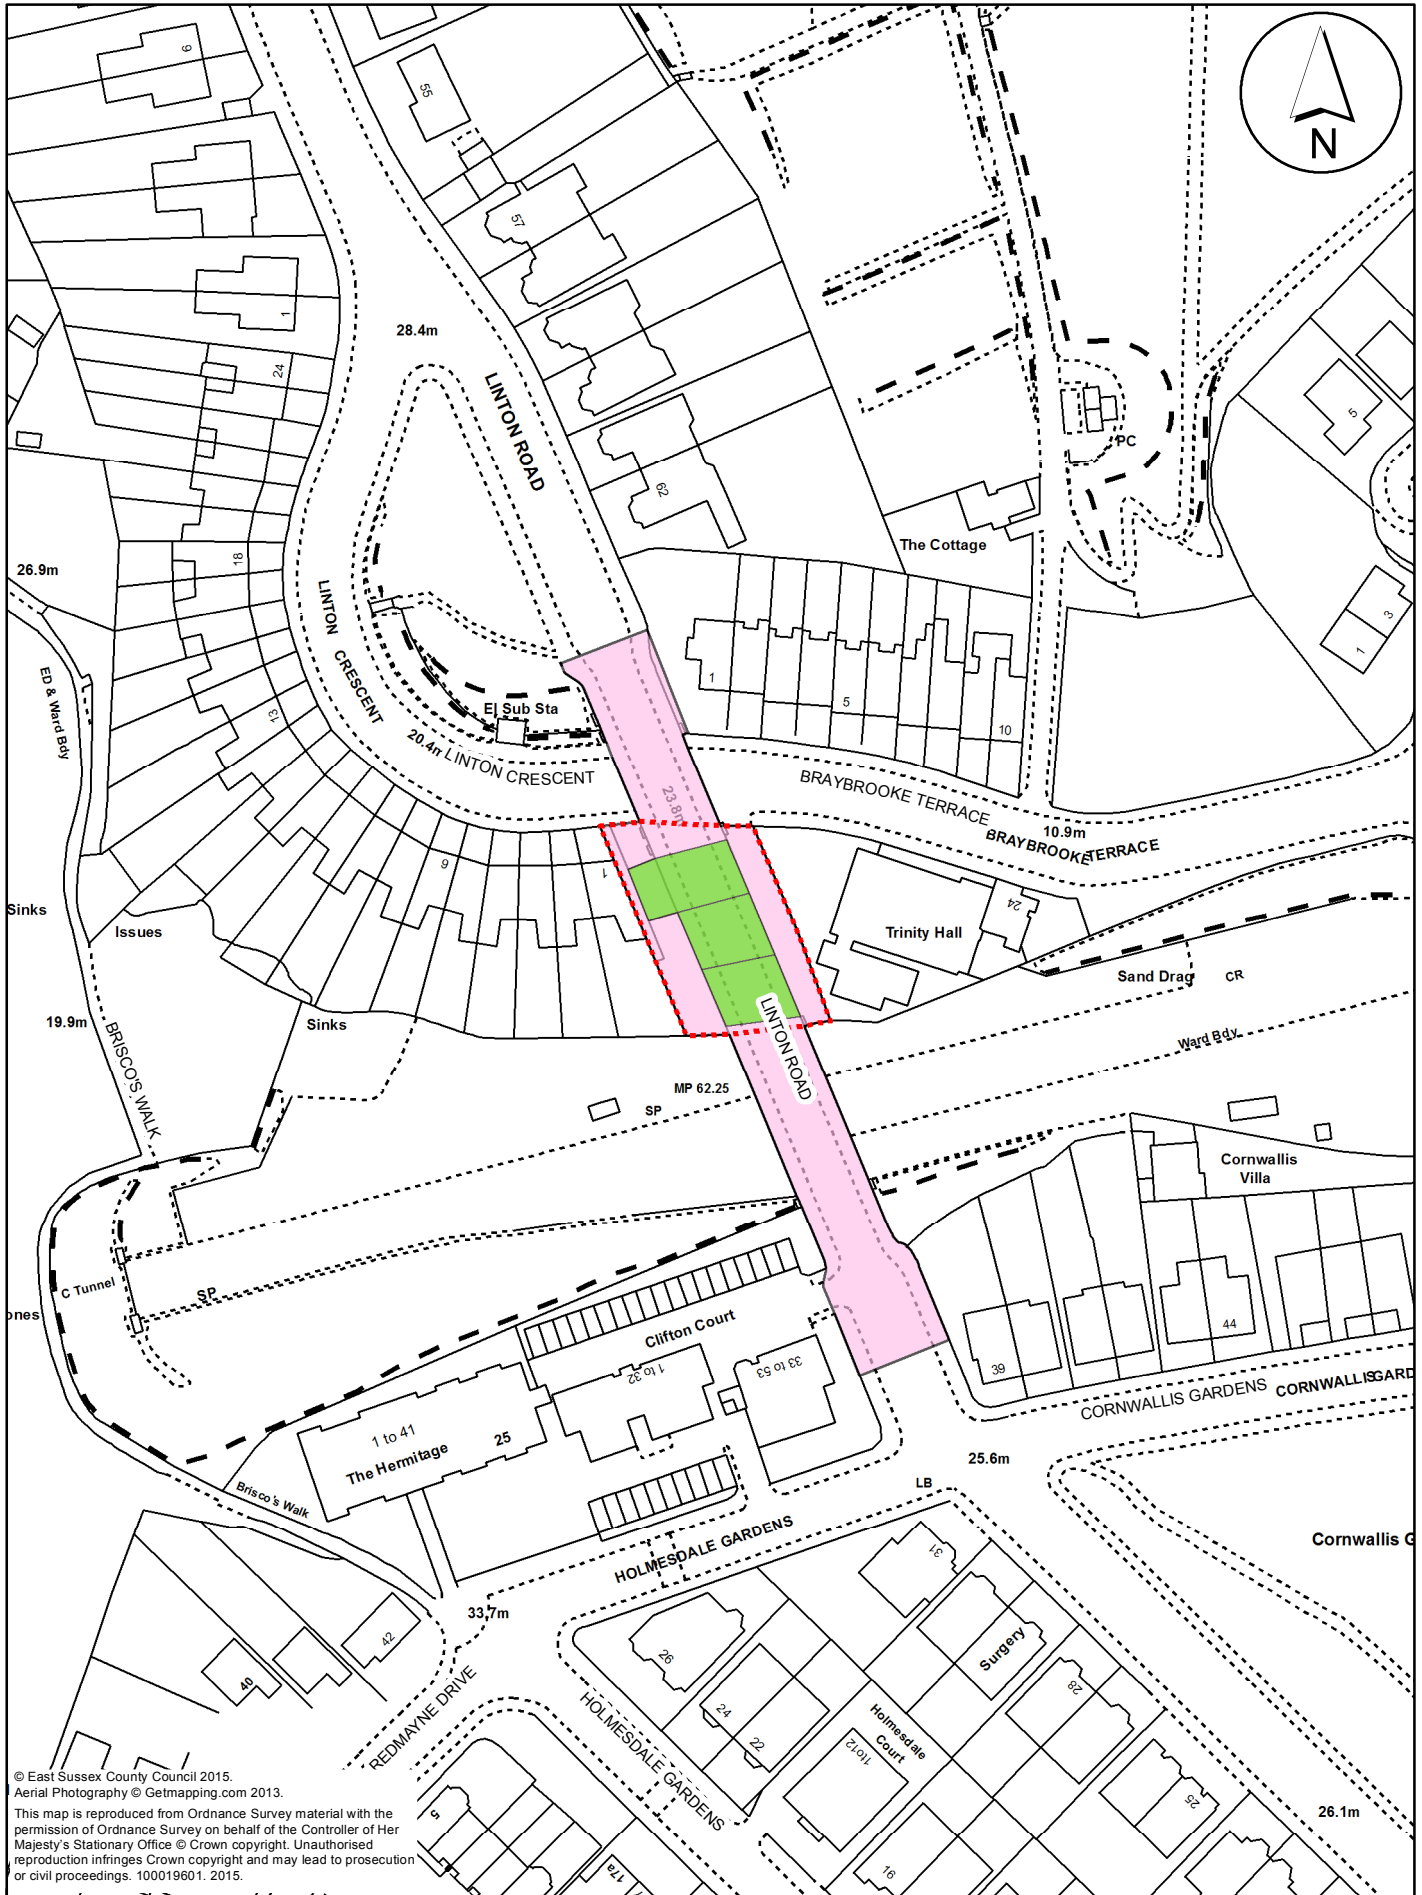 6
55
N
57
1
28.4m
24
LINTON ROAD
5
PC
62
18
The Cottage
26.9m
LINTON CRESCENT
3
1
ED & Ward Bdy
1
5
10
13
El Sub Sta
20.4m
LINTON CRESCENT
23.8m
BRAYBROOKE TERRACE
10.9m
BRAYBROOKE TERRACE
9
1
24
Sinks
Issues
Trinity Hall
Sand Drag
CR
19.9m
Sinks
BRISCO'S WALK
LINTON ROAD
Ward Bdy
MP 62.25
SP
Cornwallis
Villa
C Tunnel
SP
ones
Clifton Court
44
1 to 32
33 to 53
39
CORNWALLIS GARDENS
CORNWALLIS GARD
1 to 41
25
The Hermitage
25.6m
LB
Brisco's Walk
HOLMESDALE GARDENS
31
Cornwallis G
33.7m
42
40
26
Surgery
28
REDMAYNE DRIVE
HOLMESDALE GARDENS
24
22
Holmesdale
Court
1to12
25
26.1m
5
17a
16
© East Sussex County Council 2015.
Aerial Photography © Getmapping.com 2013.
This map is reproduced from Ordnance Survey material with the
permission of Ordnance Survey on behalf of the Controller of Her
Majesty's Stationary Office © Crown copyright. Unauthorised
reproduction infringes Crown copyright and may lead to prosecution
or civil proceedings. 100019601. 2015.